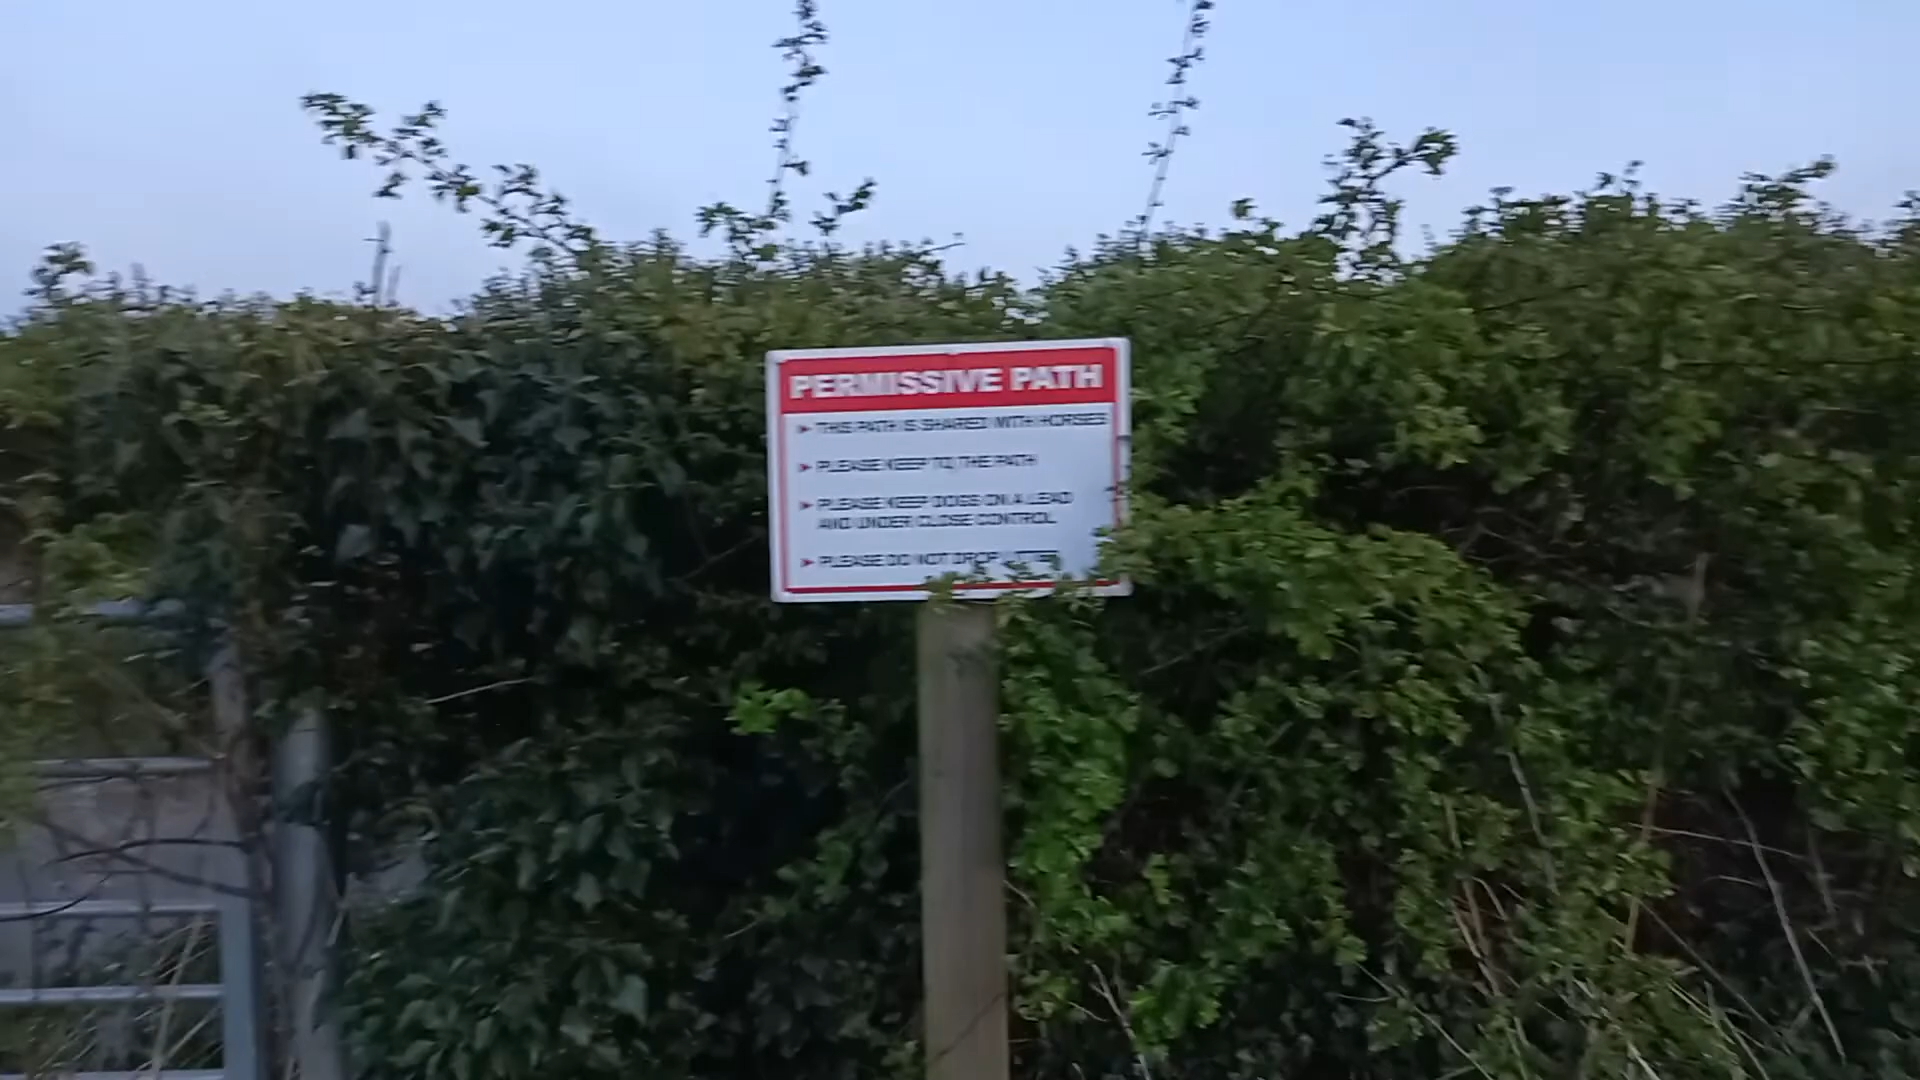 PERMISSIVE PATH
THIS PATH IS SHARED WITH HORSES
PLEASE KEEP TO THE PATH
PLEASE KEEP DOGS ON A LEAD
AND UNDER CLOSE CONTROL
PLEASE DO NOT DROP LITTER